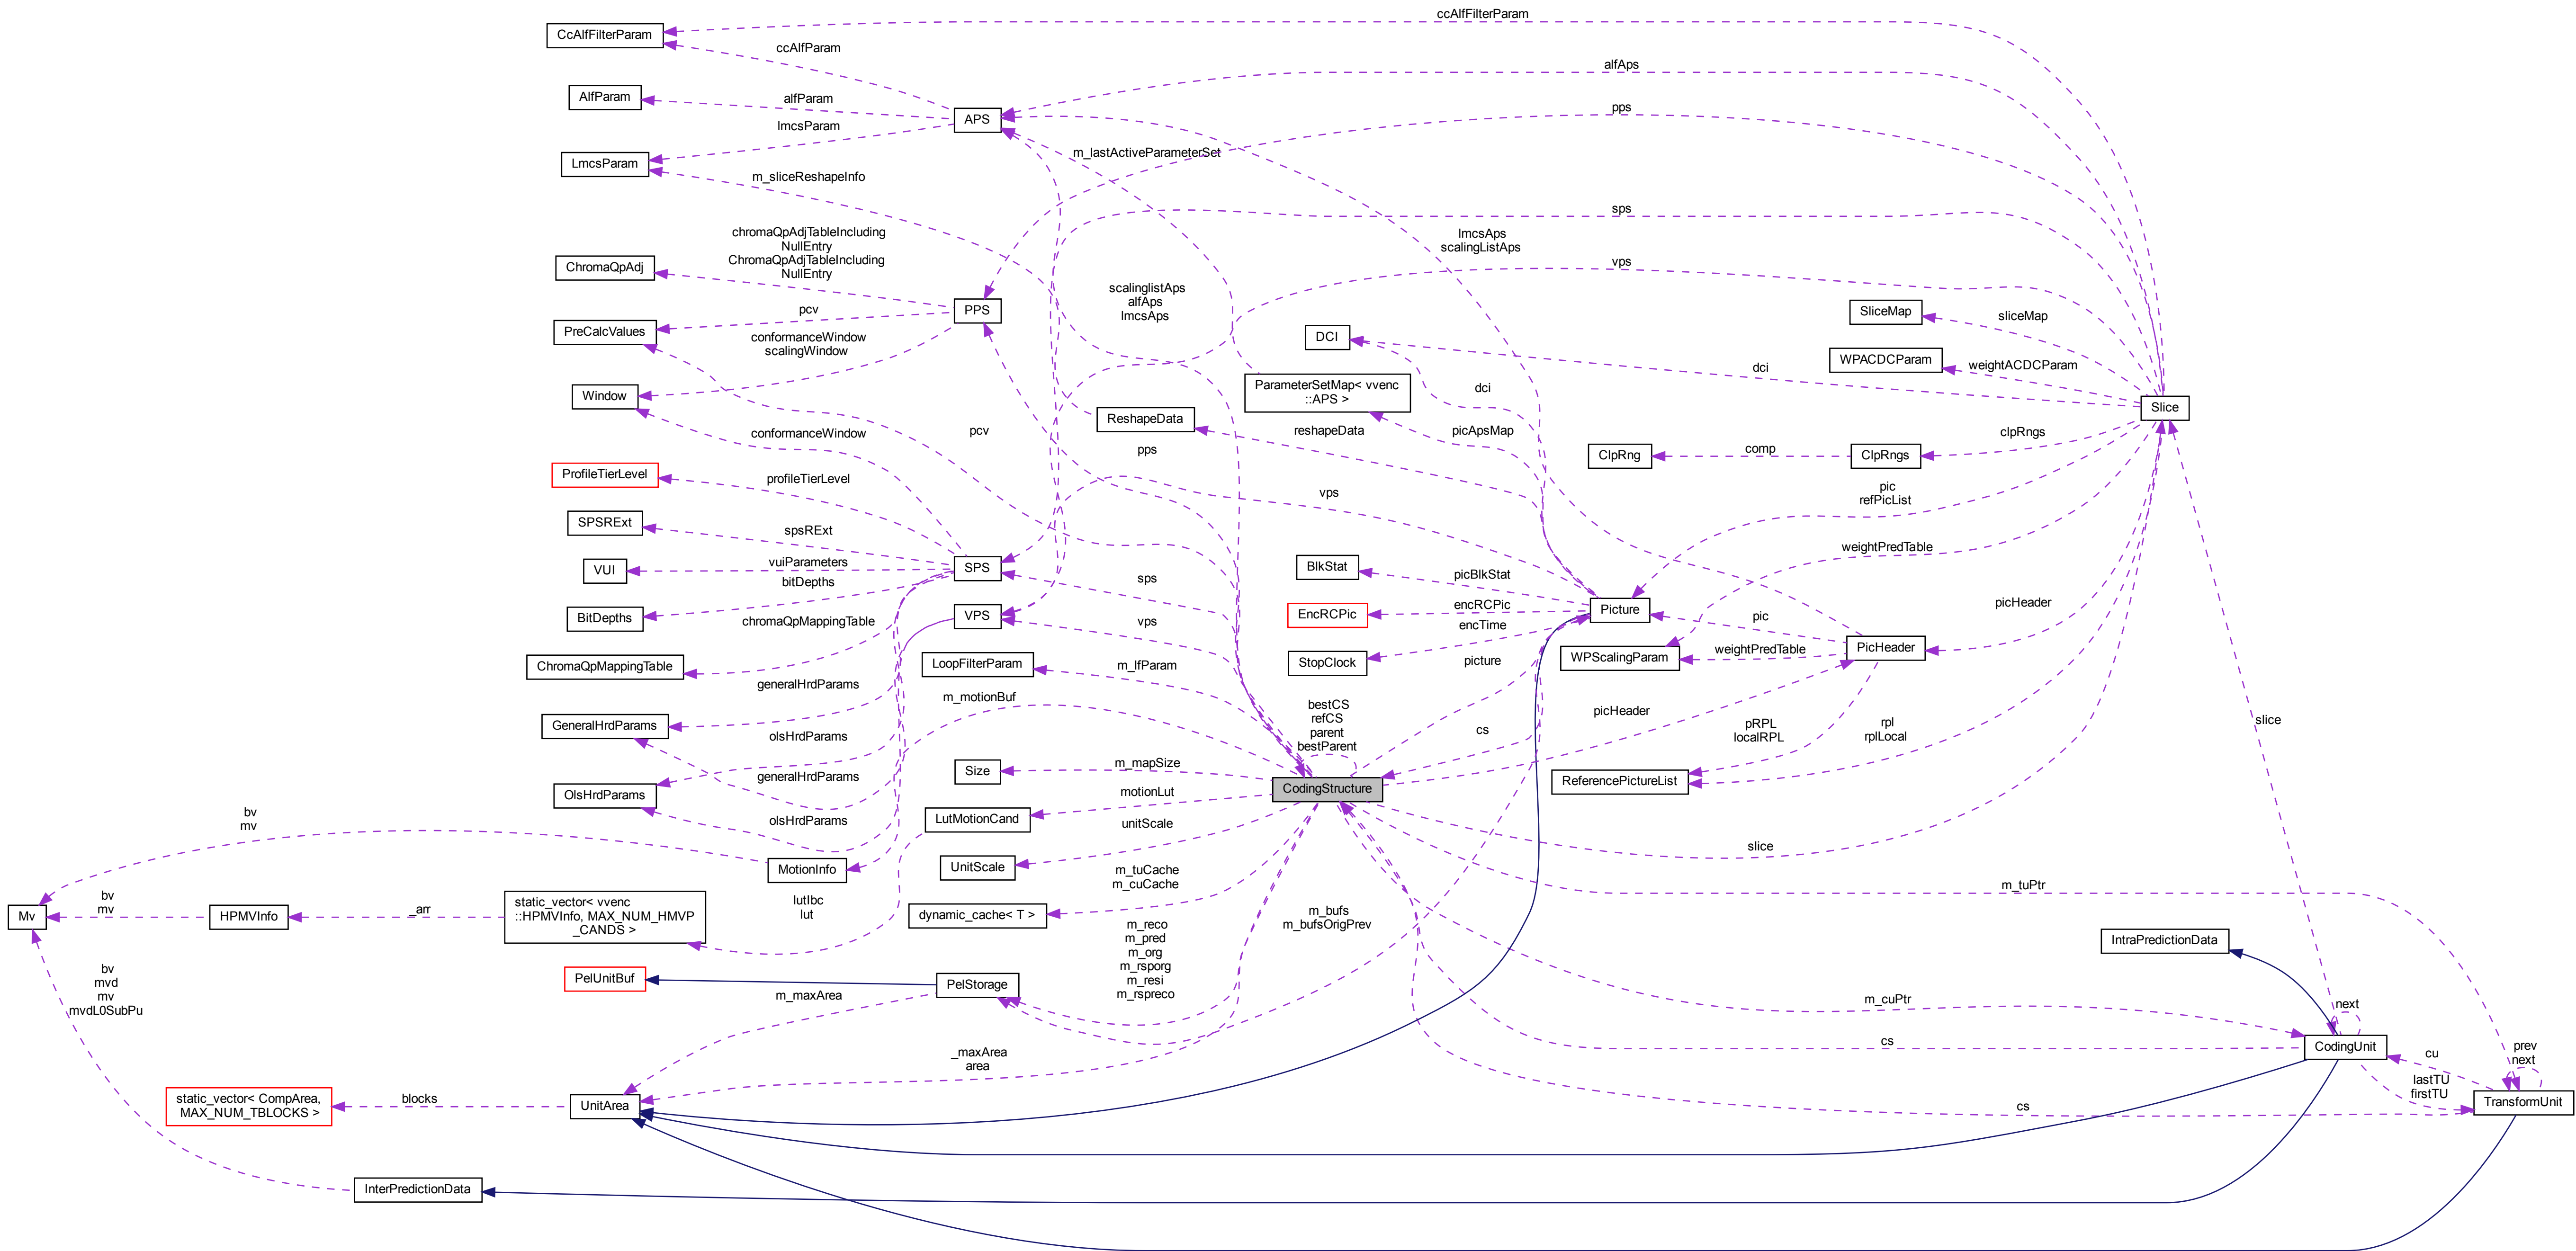 ccAlfFilterParam
CcAlfFilterParam
ccAlfParam
alfAps
AlfParam
alfParam
pps
APS
lmcsParam
m_lastActiveParameterSet
LmcsParam
m_sliceReshapeInfo
sps
chromaQpAdjTableIncluding
NullEntry
ChromaQpAdjTableIncluding
NullEntry
lmcsAps
scalingListAps
vps
ChromaQpAdj
scalinglistAps
alfAps
lmcsAps
PPS
pcv
SliceMap
sliceMap
PreCalcValues
DCI
conformanceWindow
scalingWindow
WPACDCParam
weightACDCParam
dci
Window
ParameterSetMap< vvenc
::APS >
dci
Slice
ReshapeData
conformanceWindow
pcv
reshapeData
picApsMap
clpRngs
pps
ClpRng
comp
ClpRngs
ProfileTierLevel
profileTierLevel
vps
pic
refPicList
SPSRExt
spsRExt
weightPredTable
VUI
vuiParameters
SPS
BlkStat
picBlkStat
bitDepths
sps
BitDepths
VPS
EncRCPic
encRCPic
Picture
picHeader
chromaQpMappingTable
vps
encTime
pic
ChromaQpMappingTable
LoopFilterParam
m_lfParam
StopClock
picture
WPScalingParam
weightPredTable
PicHeader
generalHrdParams
m_motionBuf
GeneralHrdParams
bestCS
refCS
parent
bestParent
picHeader
pRPL
localRPL
rpl
rplLocal
slice
olsHrdParams
cs
generalHrdParams
Size
m_mapSize
ReferencePictureList
OlsHrdParams
CodingStructure
motionLut
olsHrdParams
LutMotionCand
unitScale
bv
mv
slice
MotionInfo
UnitScale
m_tuCache
m_cuCache
m_tuPtr
bv
mv
lutIbc
lut
Mv
HPMVInfo
_arr
static_vector< vvenc
::HPMVInfo, MAX_NUM_HMVP
_CANDS >
dynamic_cache< T >
m_bufs
m_bufsOrigPrev
m_reco
m_pred
m_org
m_rsporg
m_resi
m_rspreco
IntraPredictionData
PelUnitBuf
PelStorage
bv
mvd
mv
mvdL0SubPu
m_maxArea
m_cuPtr
next
_maxArea
area
cs
CodingUnit
cu
prev
next
static_vector< CompArea,
MAX_NUM_TBLOCKS >
blocks
UnitArea
cs
lastTU
firstTU
TransformUnit
InterPredictionData